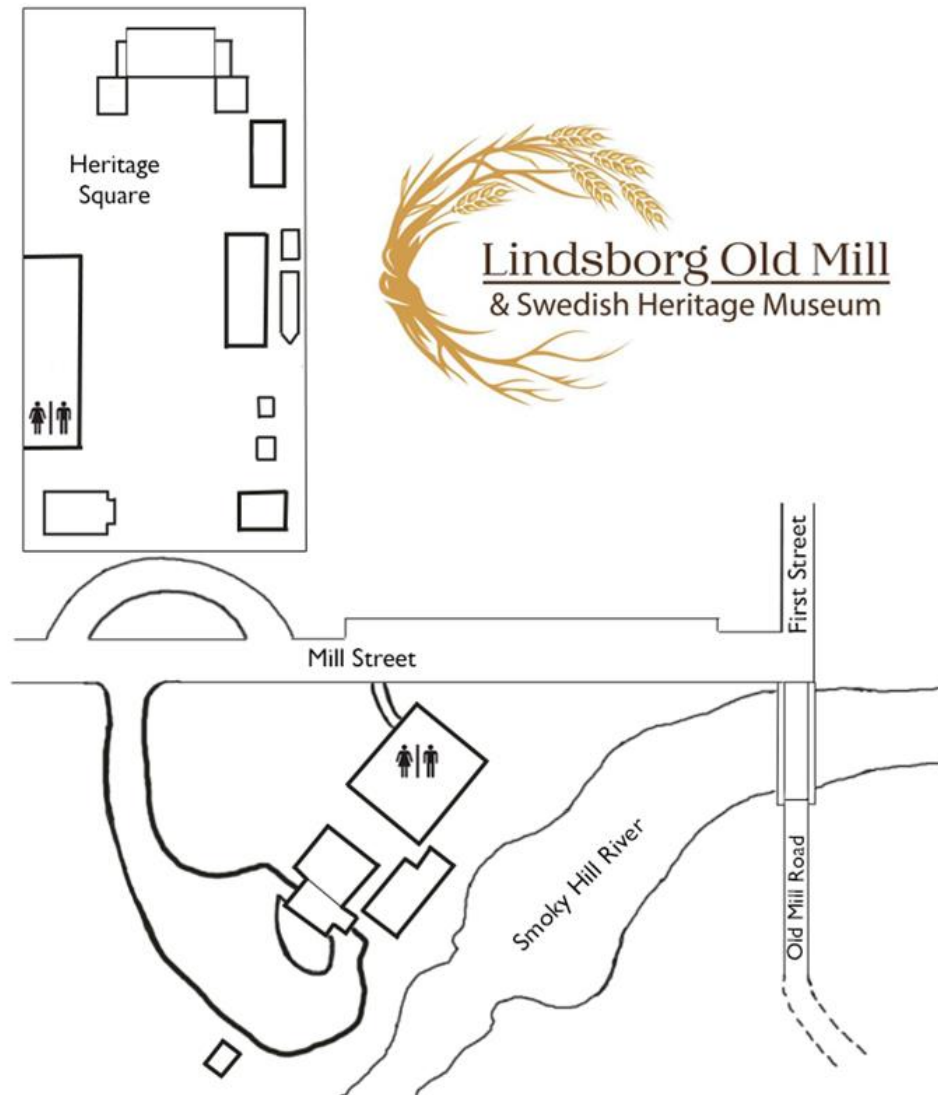 Heritage
Square
Lindsborg Old Mill
& Swedish Heritage Museum
First Street
Mill Street
Smoky Hill River
Old Mill Road